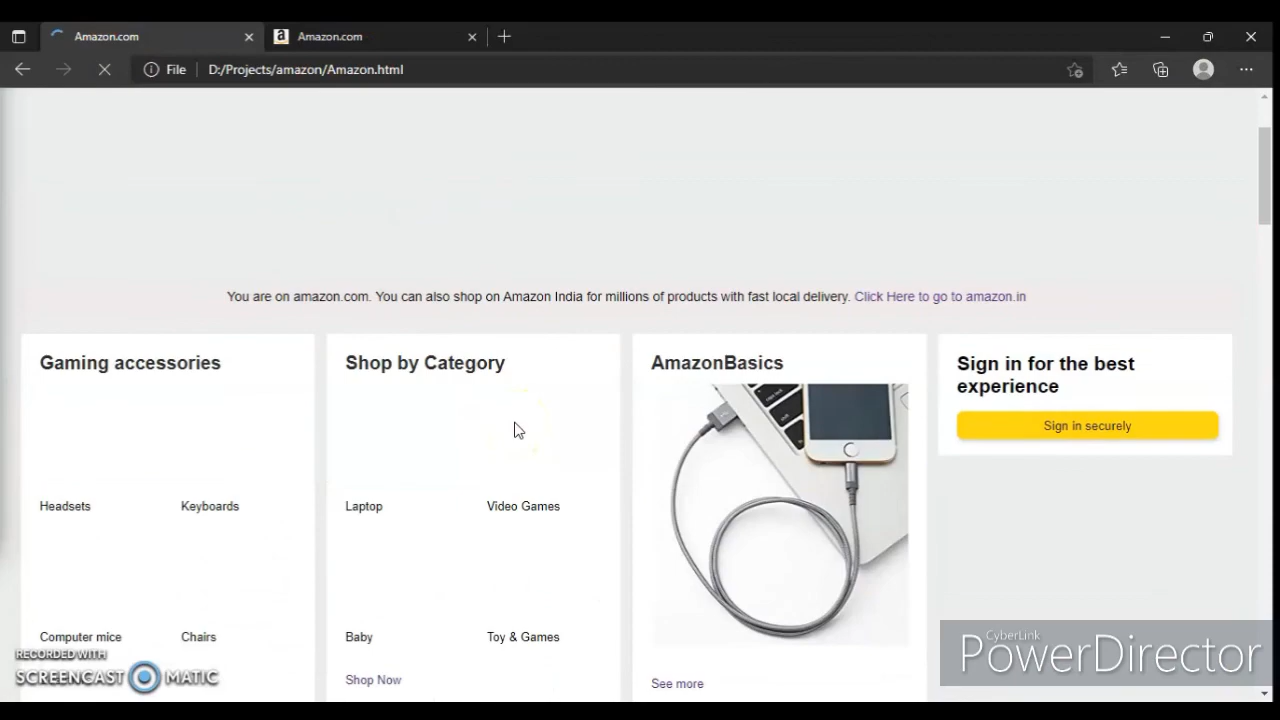 Amazon.com
Amazon.com
File
D:/Projects/amazon/Amazon.html
You are on amazon.com. You can also shop on Amazon India for millions of products with fast local delivery. Click Here to go to amazon.in
Gaming accessories
Shop by Category
AmazonBasics
Sign in for the best
experience
Sign in securely
Headsets
Keyboards
Laptop
Video Games
Computer mice
Chairs
Baby
Toy & Games
Shop Now
See more
RECORDED WITH
SCREENCAST MATIC
CyberLink
PowerDirector